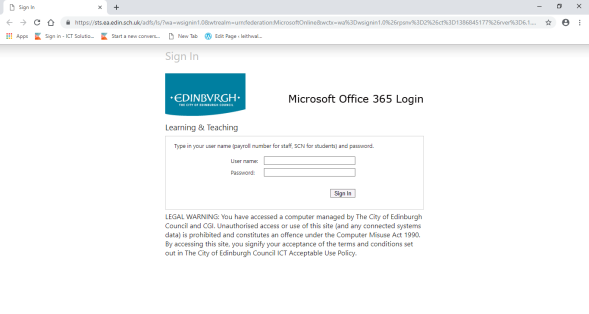 Sign In
https://sts.ea.edin.sch.uk/adfs/ls/?wa=wsignin1.0&wtrealm=urn:federation:MicrosoftOnline&wctx=wa%3Dwsignin1.0%26rpsnv%3D2%26ct%3D1386845177%26rver%3D6.1...
Apps Sign in - ICT Solutio... Start a new convers... New Tab Edit Page ‹ lethwal...
Sign In
·EDINBVRGH·
THE CITY OF EDINBURGH COUNCIL
Microsoft Office 365 Login
Learning & Teaching
Type in your user name (payroll number for staff, SCN for students) and password.
User name:
Password:
Sign In
LEGAL WARNING: You have accessed a computer managed by The City of Edinburgh
Council and CGI. Unauthorised access or use of this site (and any connected systems
data) is prohibited and constitutes an offence under the Computer Misuse Act 1990.
By accessing this site, you signify your acceptance of the terms and conditions set
out in The City of Edinburgh Council ICT Acceptable Use Policy.